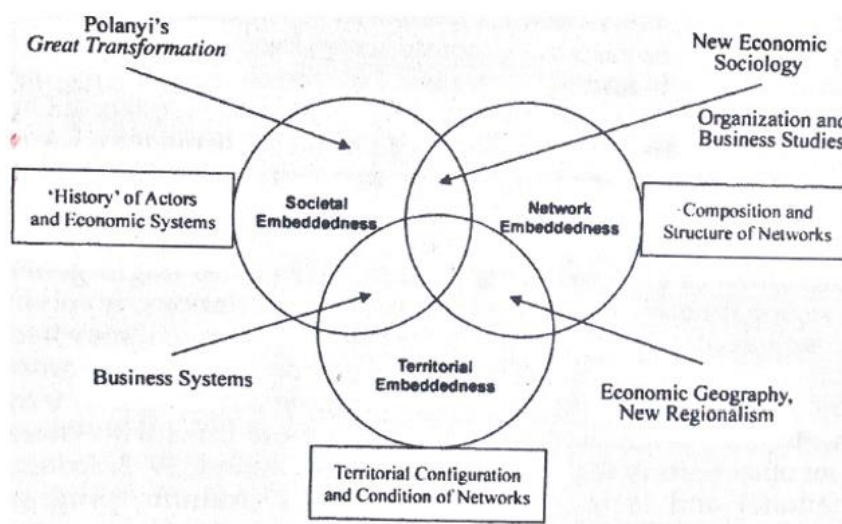 Polanyi's
Great Transformation
New Economic
Sociology
Organization and
Business Studies
'History' of Actors
and Economic Systems
Societal
Embeddedness
Network
Embeddedness
Composition and
Structure of Networks
Territorial
Embeddedness
Business Systems
Economic Geography,
New Regionalism
Territorial Configuration
and Condition of Networks